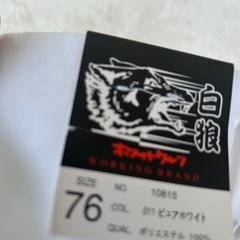 白狼
ホワイトウルフ
WORKING BRAND
SIZE 76
NO. 10815
COL 011 ピュアホワイト
QUAL ポリエステル 100%